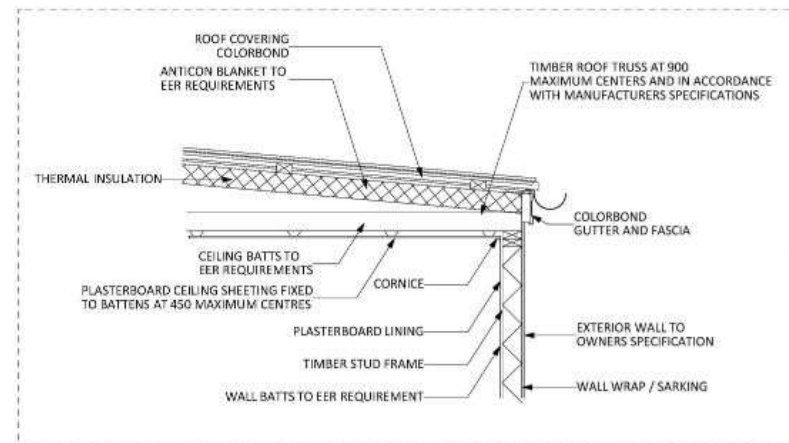 ROOF COVERING
COLORBOND
ANTICON BLANKET TO
EER REQUIREMENTS
TIMBER ROOF TRUSS AT 900
MAXIMUM CENTERS AND IN ACCORDANCE
WITH MANUFACTURERS SPECIFICATIONS
THERMAL INSULATION
COLORBOND
GUTTER AND FASCIA
CEILING BATTS TO
EER REQUIREMENTS
CORNICE
PLASTERBOARD CEILING SHEETING FIXED
TO BATTENS AT 450 MAXIMUM CENTRES
PLASTERBOARD LINING
EXTERIOR WALL TO
OWNERS SPECIFICATION
TIMBER STUD FRAME
WALL BATTS TO EER REQUIREMENT
WALL WRAP / SARKING